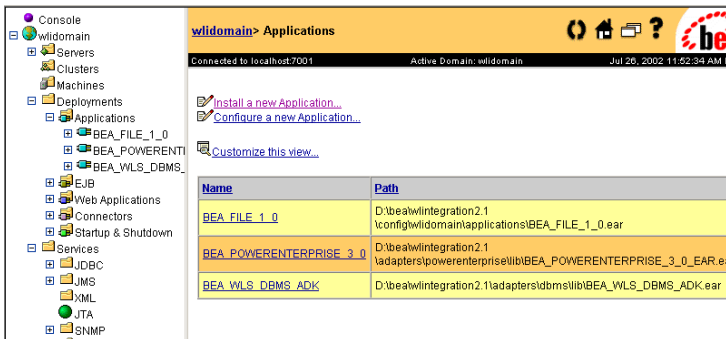 Console
wlidomain
Servers
Clusters
Machines
Deployments
Applications
BEA_FILE_1_0
BEA_POWERENTI
BEA_WLS_DBMS_
EJB
Web Applications
Connectors
Startup & Shutdown
Services
JDBC
JMS
XML
JTA
SNMP
wlidomain> Applications
?
be
Connected to localhost:7001 Active Domain: wlidomain Jul 26, 2002 11:52:34 AM
Install a new Application...
Configure a new Application...
Customize this view...
Name Path
BEA_FILE_1_0 D:\bea\wlintegration2.1
\config\wlidomain\applications\BEA_FILE_1_0.ear
BEA_POWERENTERPRISE_3_0 D:\bea\wlintegration2.1
\adapters\powerenterprise\lib\BEA_POWERENTERPRISE_3_0_EAR.ea
BEA_WLS_DBMS_ADK D:\bea\wlintegration2.1\adapters\dbms\lib\BEA_WLS_DBMS_ADK.ear